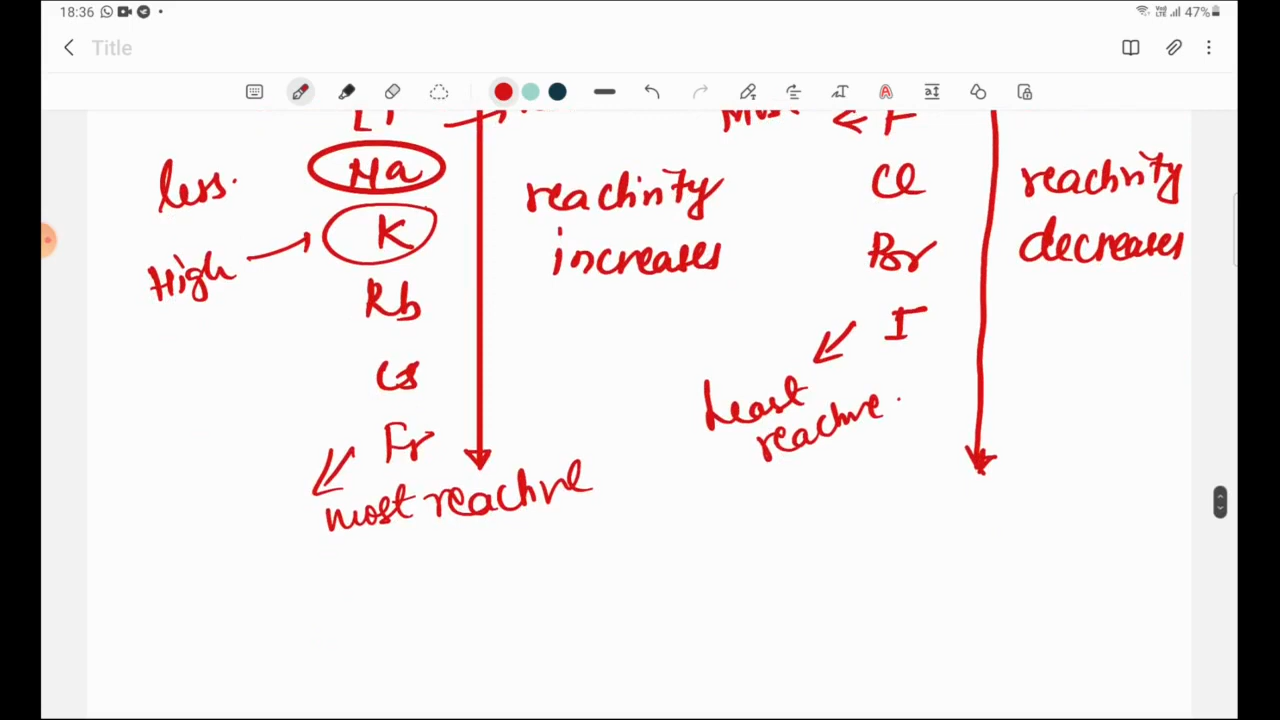 18:36
47%
Title
Li
less.
Na
K
High
Rb
Cs
Fr
most reactive
reactivity
increases
Most
F
Cl
Br
I
Least
reactive.
reactivity
decreases